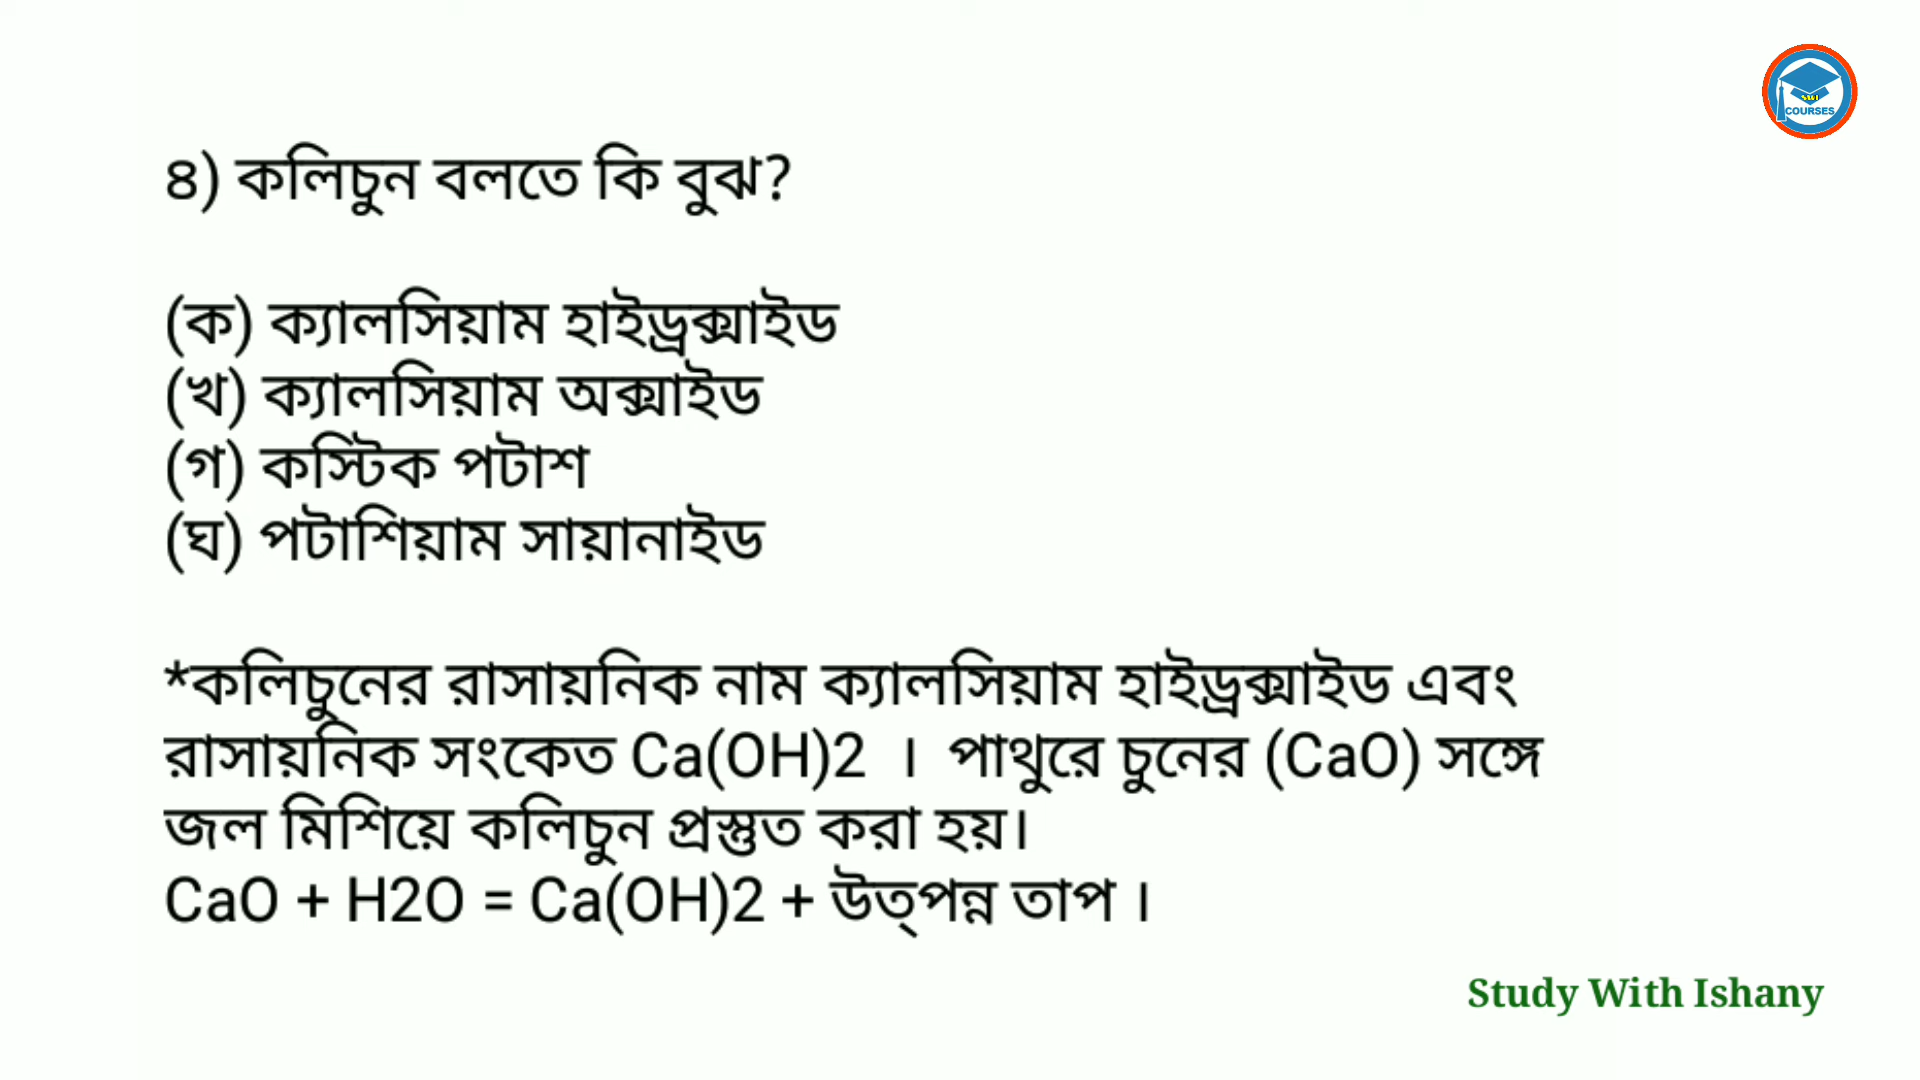 ৪) কলিচুন বলতে কি বুঝ?
(ক) ক্যালসিয়াম হাইড্রক্সাইড
(খ) ক্যালসিয়াম অক্সাইড
(গ) কস্টিক পটাশ
(ঘ) পটাশিয়াম সায়ানাইড
*কলিচুনের রাসায়নিক নাম ক্যালসিয়াম হাইড্রক্সাইড এবং
রাসায়নিক সংকেত Ca(OH)2 । পাথুরে চুনের (CaO) সঙ্গে
জল মিশিয়ে কলিচুন প্রস্তুত করা হয়।
CaO + H2O = Ca(OH)2 + উত্পন্ন তাপ ।
COURSES
Study With Ishany